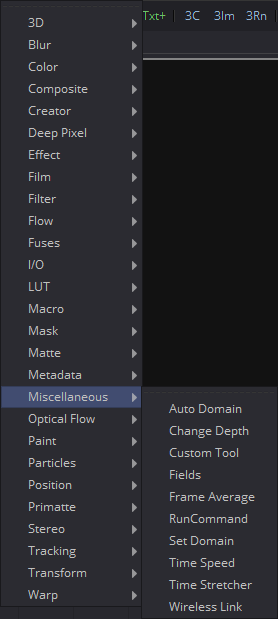 Txt+ 3C 3Im 3Rn
3D
Blur
Color
Composite
Creator
Deep Pixel
Effect
Film
Filter
Flow
Fuses
I/O
LUT
Macro
Mask
Matte
Metadata
Miscellaneous
Optical Flow
Paint
Particles
Position
Primatte
Stereo
Tracking
Transform
Warp
Auto Domain
Change Depth
Custom Tool
Fields
Frame Average
RunCommand
Set Domain
Time Speed
Time Stretcher
Wireless Link